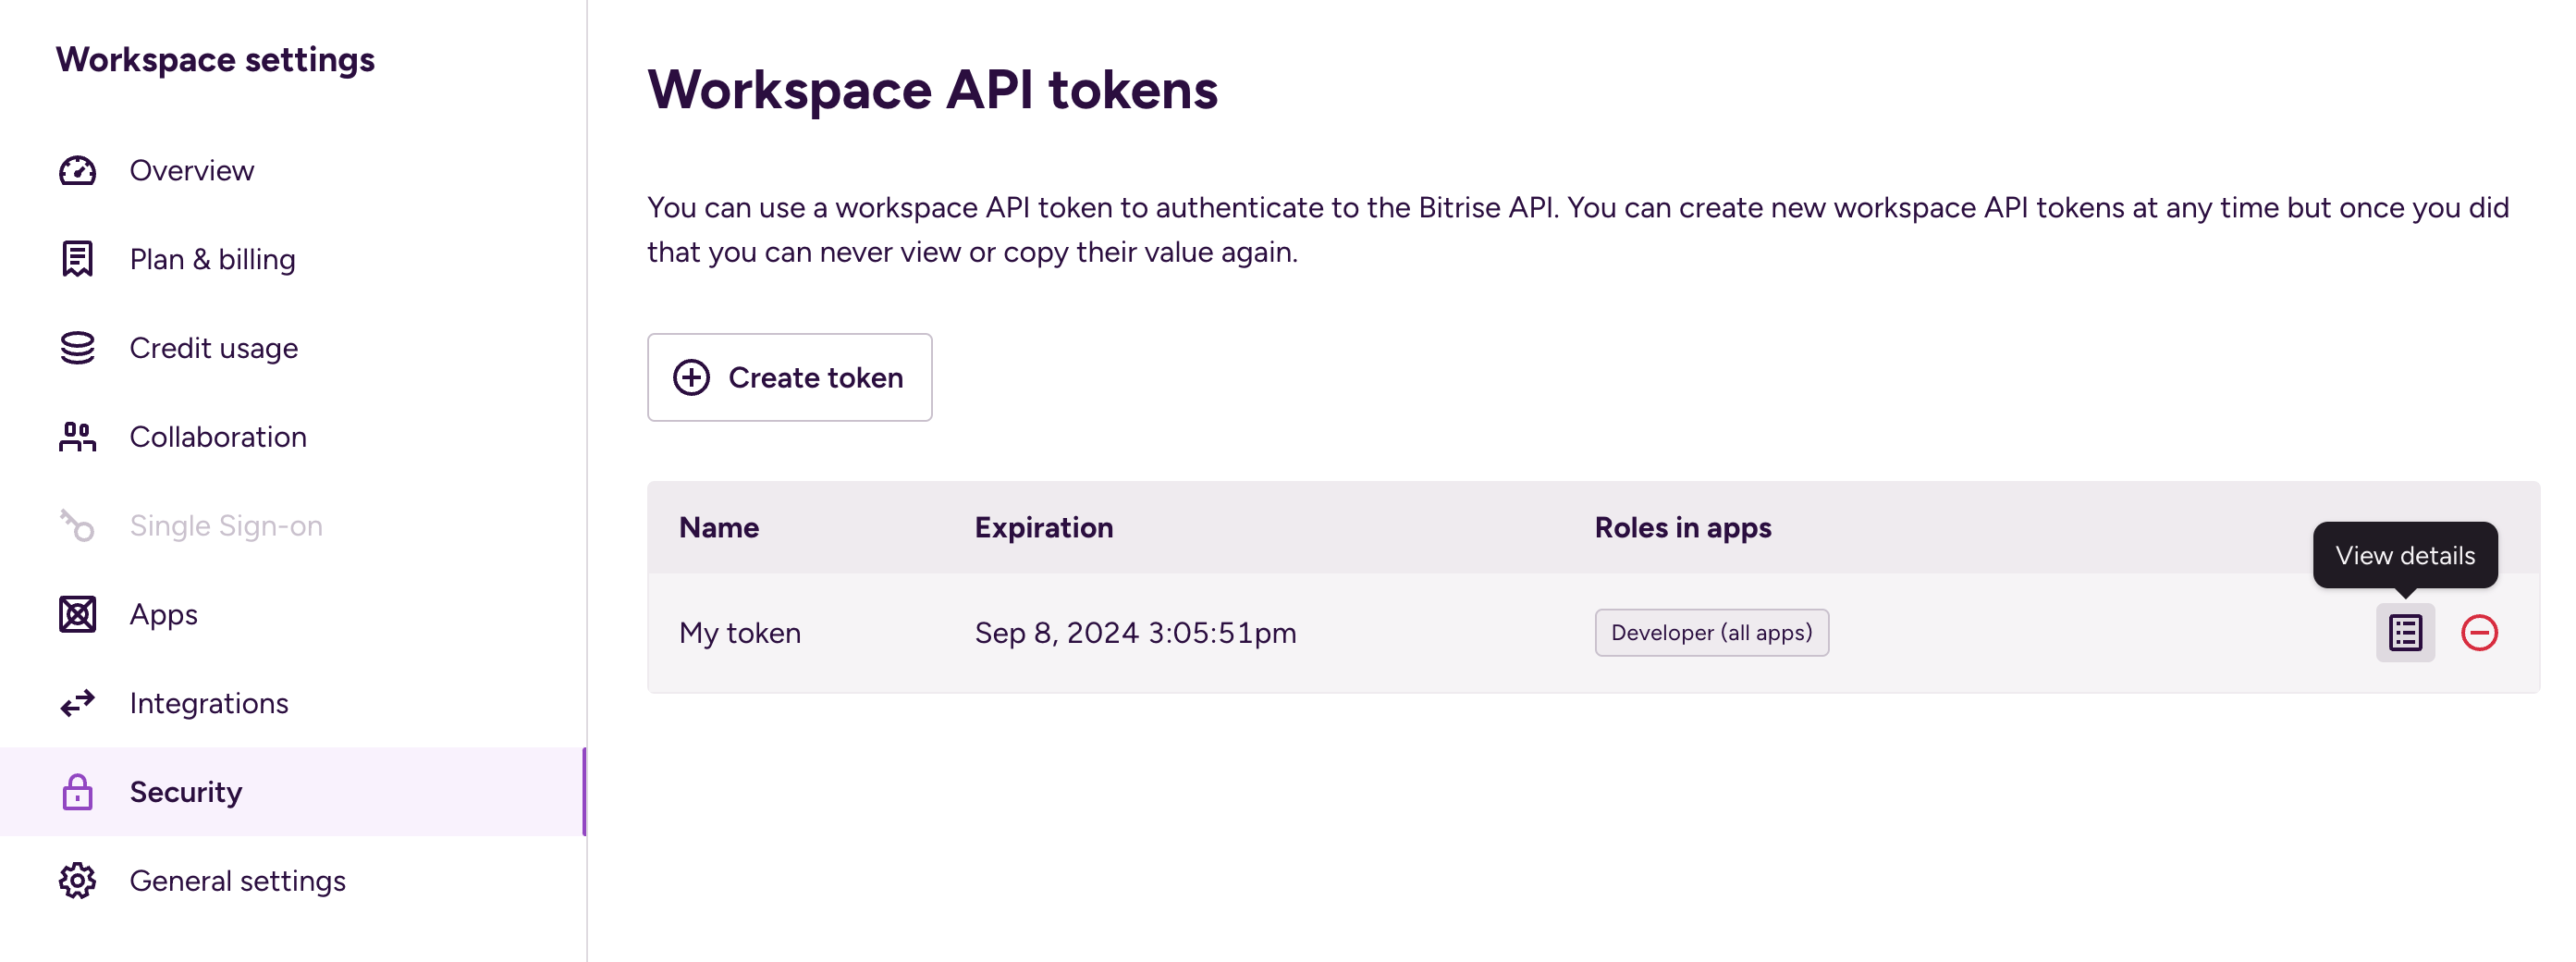 Workspace settings
Overview
Plan & billing
Credit usage
Collaboration
Single Sign-on
Apps
Integrations
Security
General settings
Workspace API tokens
You can use a workspace API token to authenticate to the Bitrise API. You can create new workspace API tokens at any time but once you did
that you can never view or copy their value again.
Create token
Name Expiration Roles in apps
View details
My token Sep 8, 2024 3:05:51pm Developer (all apps)